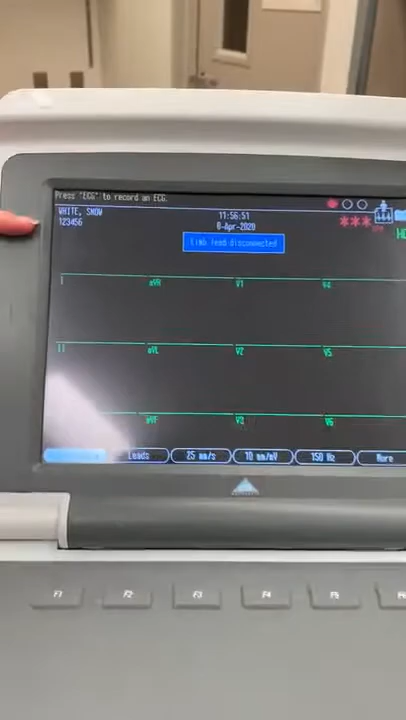 Press "ECG" to record an ECG.
WHITE, SNOW
123456
11:56:51
6-Apr-2020
Limb lead disconnected
***
I
aVR
V1
V4
II
aVL
V2
V5
aVF
V3
V6
Leads
25 mm/s
10 mm/mV
150 Hz
More
F1
F2
F3
F4
F5